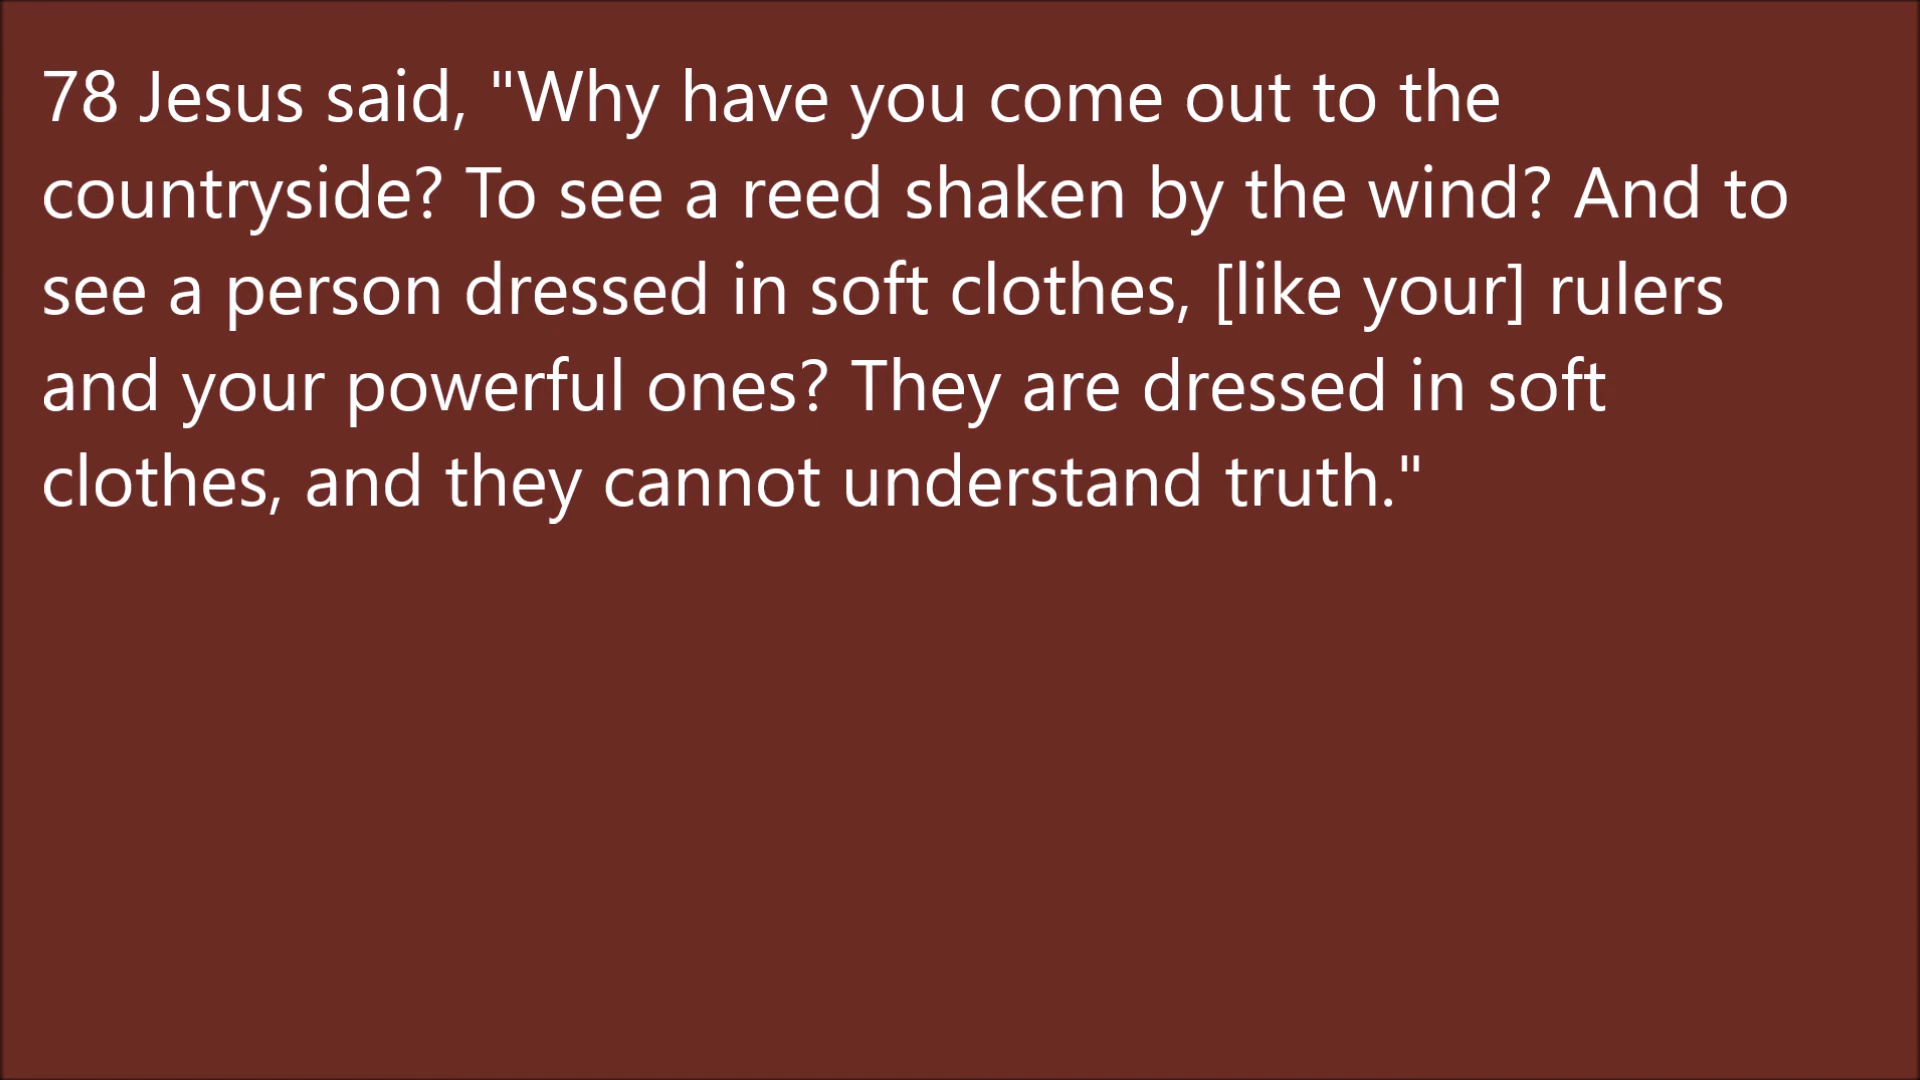 78 Jesus said, "Why have you come out to the
countryside? To see a reed shaken by the wind? And to
see a person dressed in soft clothes, [like your] rulers
and your powerful ones? They are dressed in soft
clothes, and they cannot understand truth."